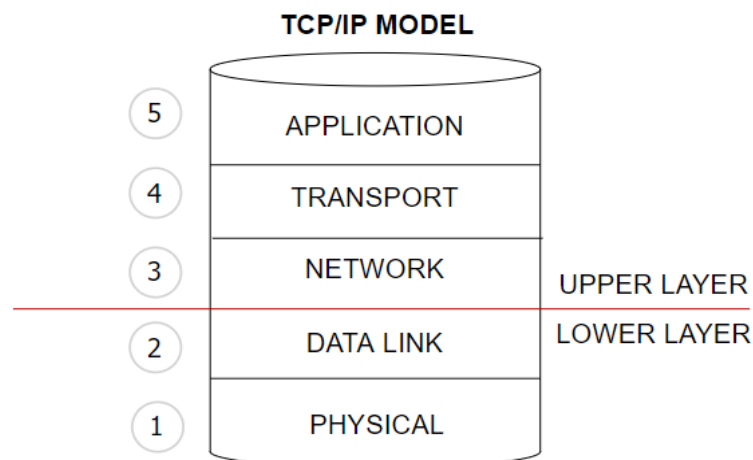 TCP/IP MODEL
5
APPLICATION
4
TRANSPORT
3
NETWORK
UPPER LAYER
LOWER LAYER
2
DATA LINK
1
PHYSICAL